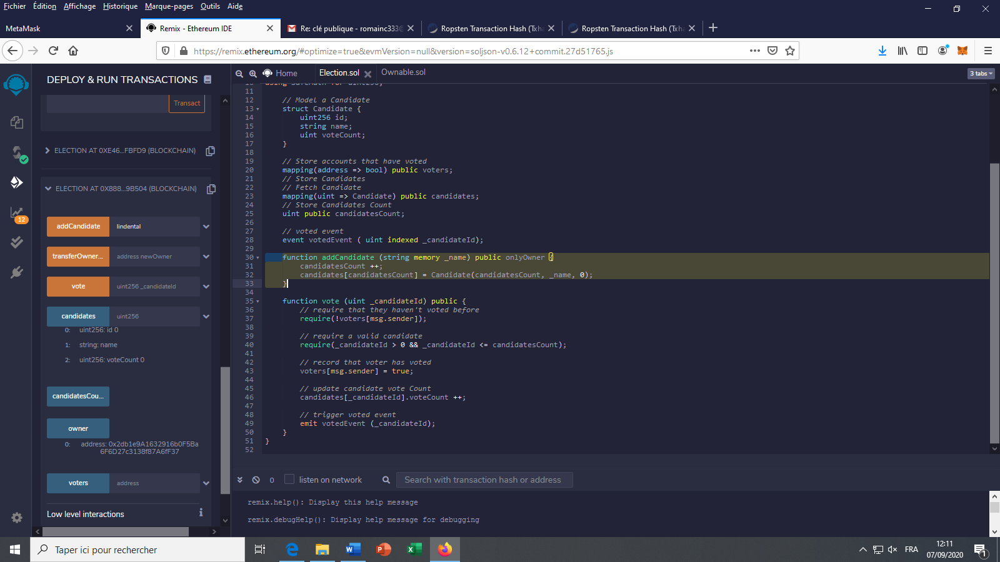 Fichier Édition Affichage Historique Marque-pages Outils Aide
MetaMask
Remix - Ethereum IDE
Re: clé publique - romainc333@
Ropsten Transaction Hash (Txha
Ropsten Transaction Hash (Txha
https://remix.ethereum.org/#optimize=true&evmVersion=null&version=soljson-v0.6.12+commit.27d51765.js
DEPLOY & RUN TRANSACTIONS
Transact
ELECTION AT 0XE46...FBFD9 (BLOCKCHAIN)
ELECTION AT 0X888...9B504 (BLOCKCHAIN)
12
addCandidate lindental
transferOwner... address newOwner
vote uint256 _candidateId
candidates uint256
0: uint256: id 0
1: string: name
2: uint256: voteCount 0
candidatesCou...
owner
0: address: 0x2db1e9A1632916b0F5Ba
6F6D27c3138f87A6fF37
voters address
Low level interactions
Home Election.sol Ownable.sol 3 tabs
10 using SafeMath for uint256;
11
12 // Model a Candidate
13 struct Candidate {
14 uint256 id;
15 string name;
16 uint voteCount;
17 }
18
19 // Store accounts that have voted
20 mapping(address => bool) public voters;
21 // Store Candidates
22 // Fetch Candidate
23 mapping(uint => Candidate) public candidates;
24 // Store Candidates Count
25 uint public candidatesCount;
26
27 // voted event
28 event votedEvent ( uint indexed _candidateId);
29
30 function addCandidate (string memory _name) public onlyOwner {
31 candidatesCount ++;
32 candidates[candidatesCount] = Candidate(candidatesCount, _name, 0);
33 }
34
35 function vote (uint _candidateId) public {
36 // require that they haven't voted before
37 require(!voters[msg.sender]);
38
39 // require a valid candidate
40 require(_candidateId > 0 && _candidateId <= candidatesCount);
41
42 // record that voter has voted
43 voters[msg.sender] = true;
44
45 // update candidate vote Count
46 candidates[_candidateId].voteCount ++;
47
48 // trigger voted event
49 emit votedEvent (_candidateId);
50 }
51 }
52
0 listen on network Search with transaction hash or address
remix.help(): Display this help message
remix.debugHelp(): Display help message for debugging
Taper ici pour rechercher
FRA
12:11
07/09/2020
1